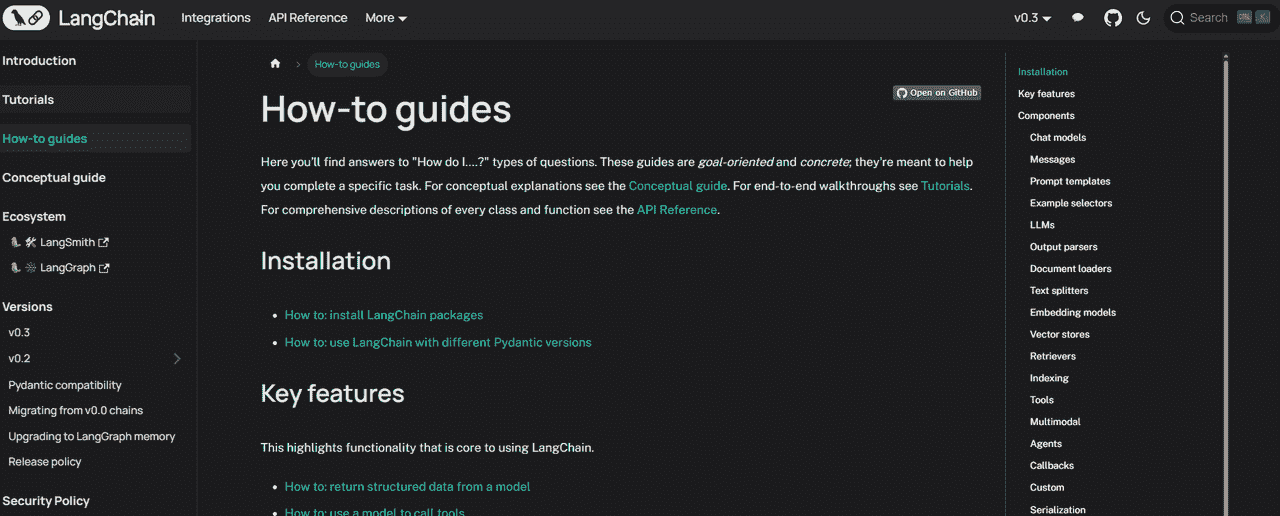 LangChain
Integrations
API Reference
More
v0.3
Search
How-to guides
Introduction
Tutorials
How-to guides
Conceptual guide
Ecosystem
LangSmith
LangGraph
Versions
v0.3
v0.2
Pydantic compatibility
Migrating from v0.0 chains
Upgrading to LangGraph memory
Release policy
Security Policy
How-to guides
Open on GitHub
Here you'll find answers to "How do I....?" types of questions. These guides are goal-oriented and concrete; they're meant to help
you complete a specific task. For conceptual explanations see the Conceptual guide. For end-to-end walkthroughs see Tutorials.
For comprehensive descriptions of every class and function see the API Reference.
Installation
How to: install LangChain packages
How to: use LangChain with different Pydantic versions
Key features
This highlights functionality that is core to using LangChain.
How to: return structured data from a model
How to: use a model to call tools
Installation
Key features
Components
Chat models
Messages
Prompt templates
Example selectors
LLMs
Output parsers
Document loaders
Text splitters
Embedding models
Vector stores
Retrievers
Indexing
Tools
Multimodal
Agents
Callbacks
Custom
Serialization